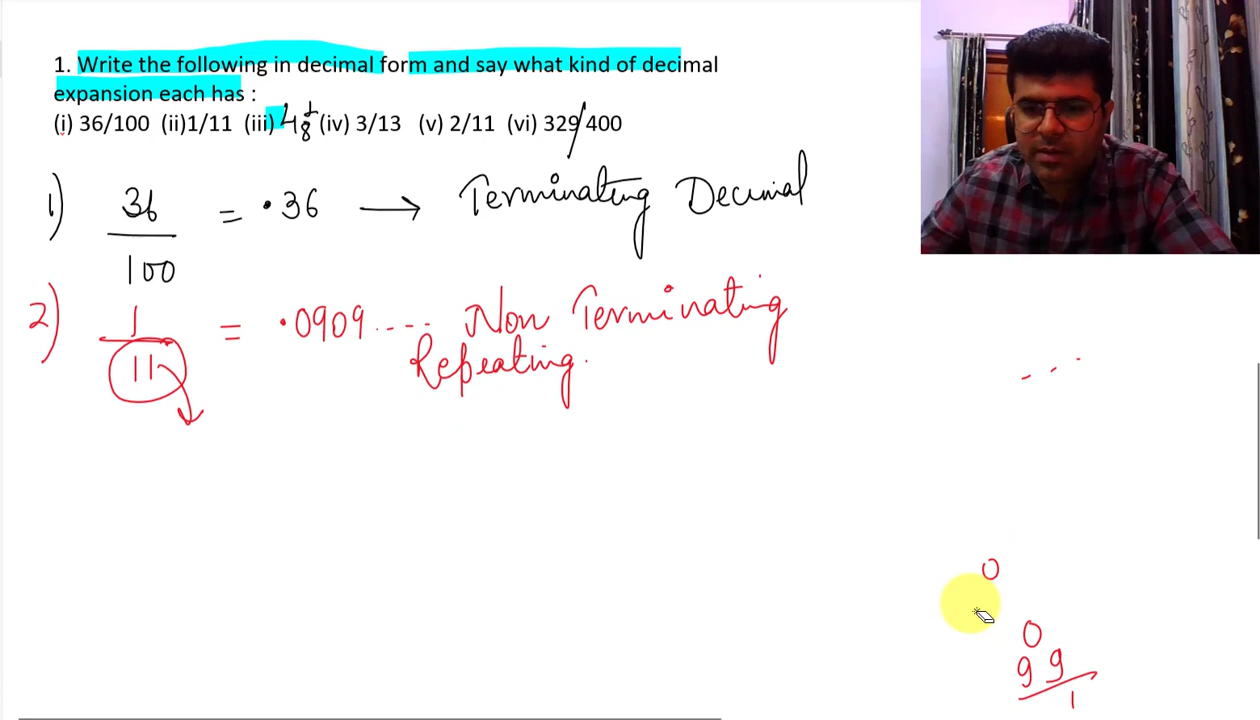 1. Write the following in decimal form and say what kind of decimal
expansion each has :
(i) 36/100 (ii)1/11 (iii) 4 1/8 (iv) 3/13 (v) 2/11 (vi) 329/400
1) 36/100 = .36 → Terminating Decimal
2) 1/11 = .0909.... Non Terminating
Repeating.
...
0
0
99
1